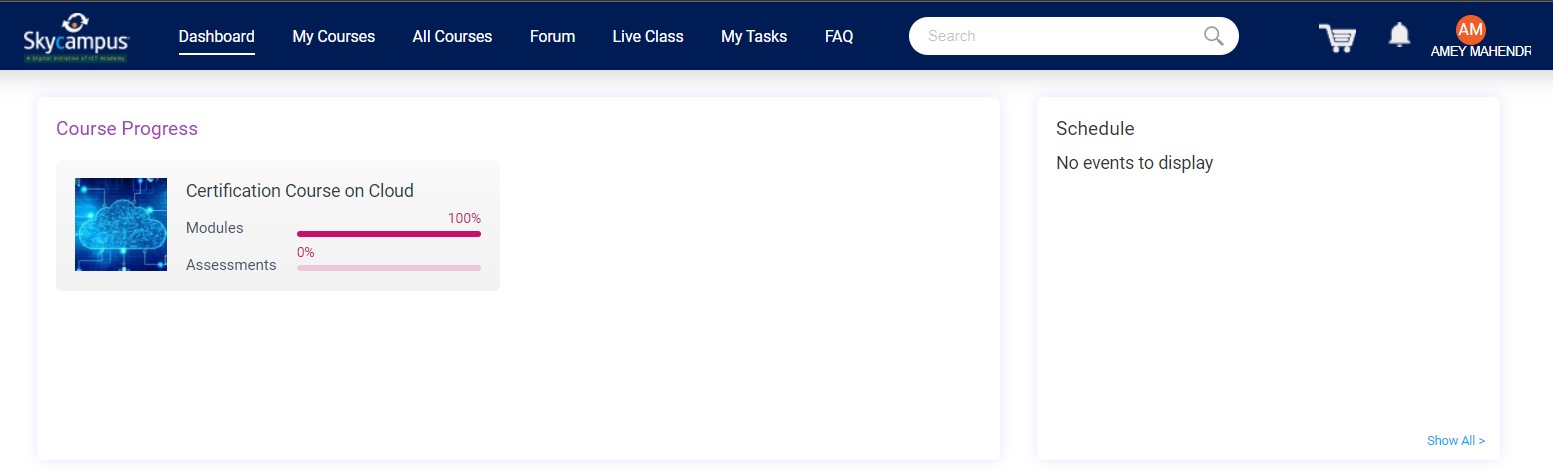 Skycampus
A Digital Initiative of ICT Academy
Dashboard My Courses All Courses Forum Live Class My Tasks FAQ Search AM
AMEY MAHENDR
Course Progress
Certification Course on Cloud
Modules 100%
Assessments 0%
Schedule
No events to display
Show All >